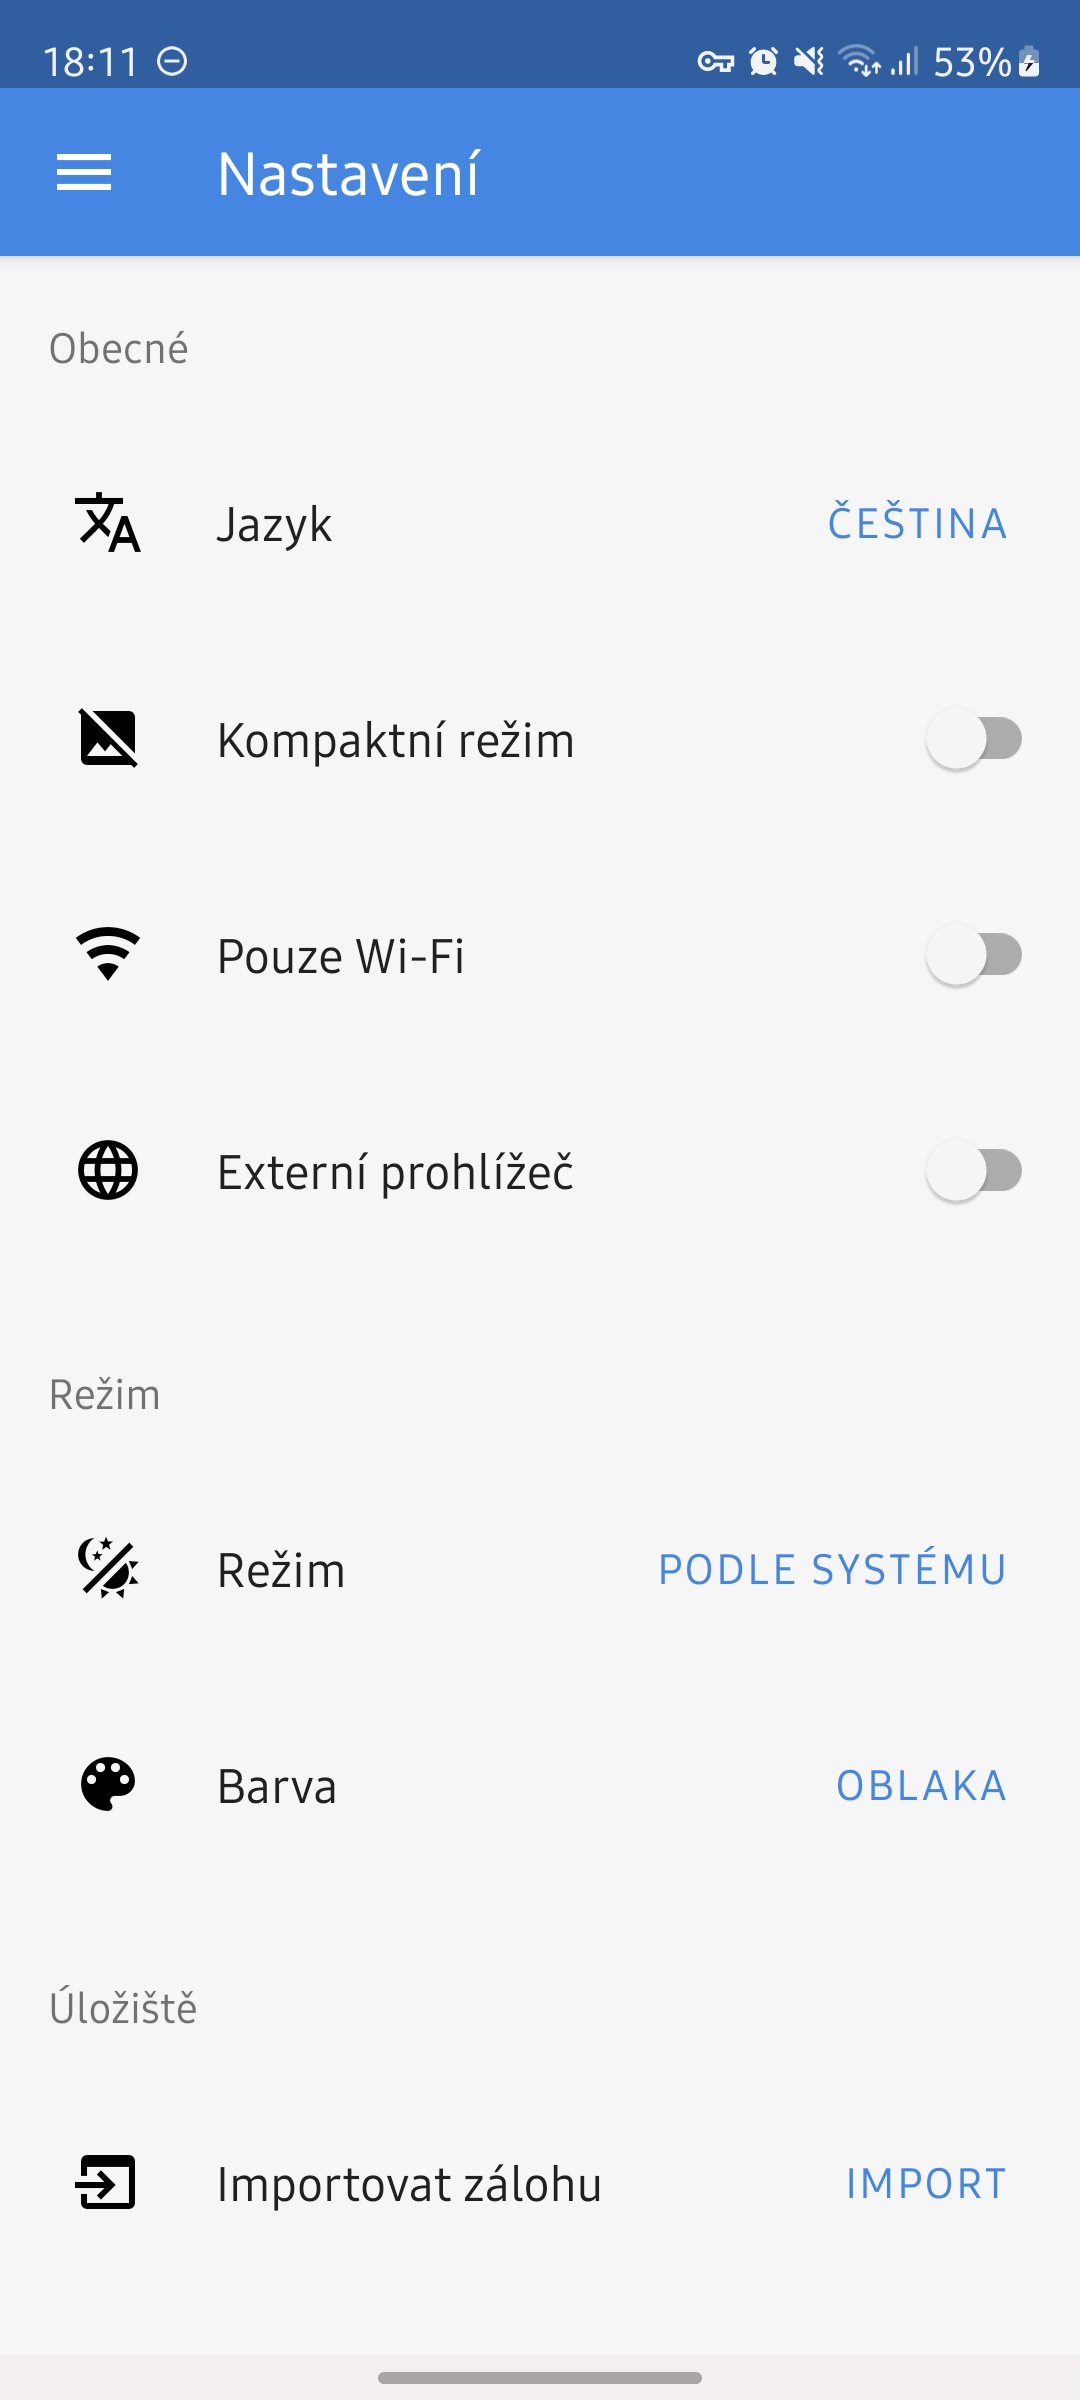 18:11 53%
Nastavení
Obecné
Jazyk ČEŠTINA
Kompaktní režim
Pouze Wi-Fi
Externí prohlížeč
Režim
Režim PODLE SYSTÉMU
Barva OBLAKA
Úložiště
Importovat zálohu IMPORT